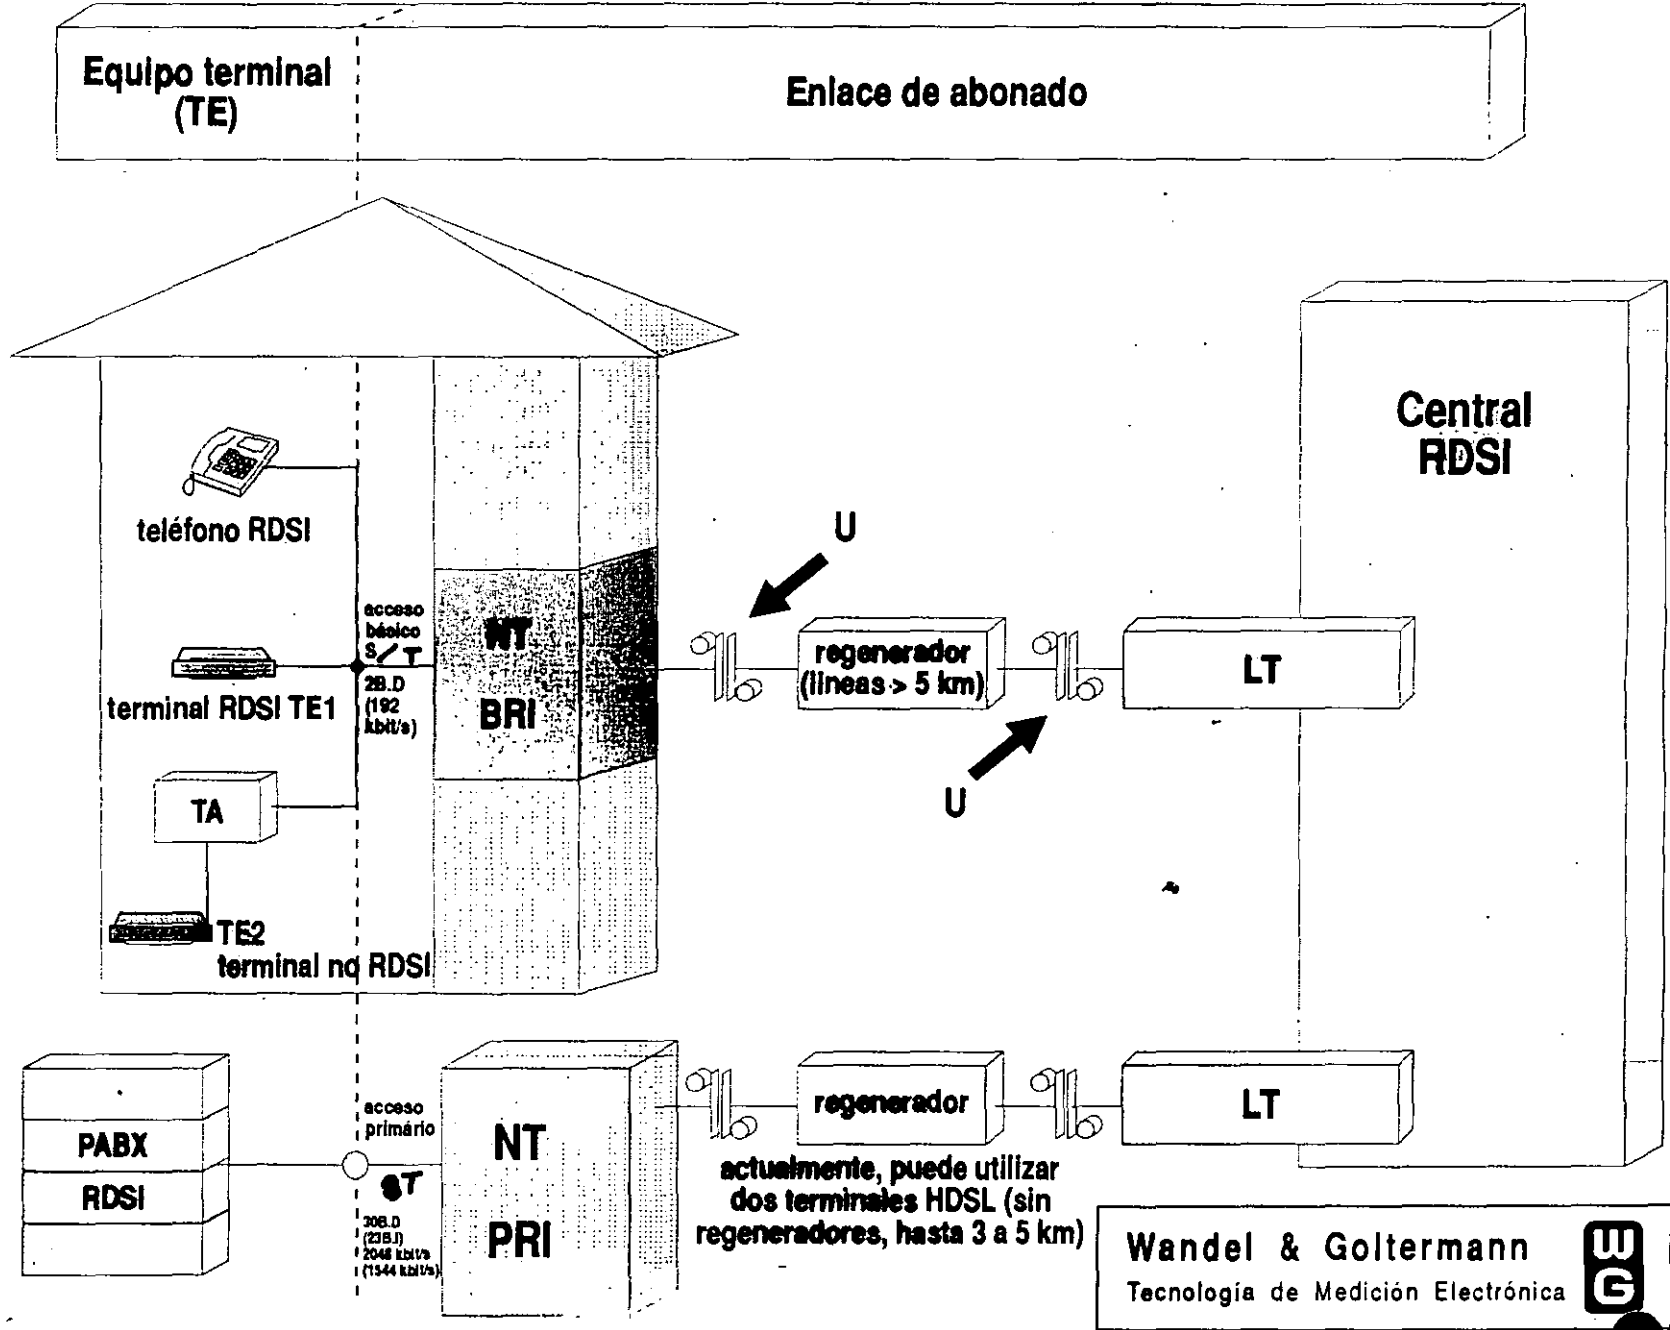 Equipo terminal
(TE)
Enlace de abonado
Central
RDSI
teléfono RDSI
U
acceso
básico
S/T
NT
BRI
regenerador
(líneas > 5 km)
LT
terminal RDSI TE1
2B.D
(192
kbit/s)
U
TA
TE2
terminal no RDSI
PABX
RDSI
acceso
primário
ST
30B.D
(23B.D)
2048 kbit/s
(1544 kbit/s)
NT
PRI
regenerador
LT
actualmente, puede utilizar
dos terminales HDSL (sin
regeneradores, hasta 3 a 5 km)
Wandel & Goltermann
Tecnología de Medición Electrónica
WG